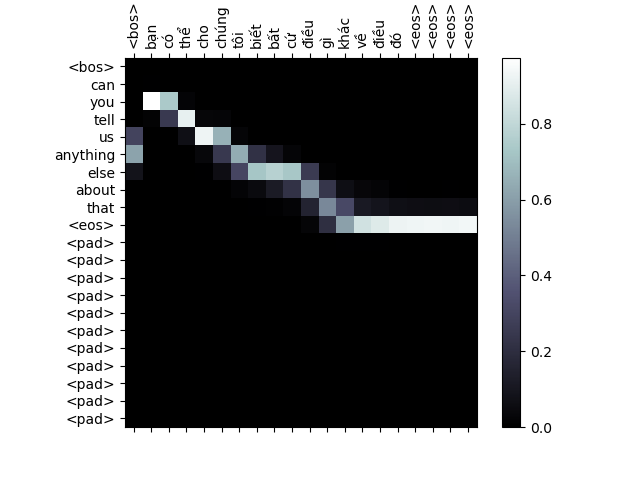 <bos> bạn có thể cho chúng tôi biết bất cứ điều gì khác về điều đó <eos> <eos> <eos> <eos>
<bos>
can
you
tell
us
anything
else
about
that
<eos>
<pad>
<pad>
<pad>
<pad>
<pad>
<pad>
<pad>
<pad>
<pad>
<pad>
<pad>
0.8
0.6
0.4
0.2
0.0